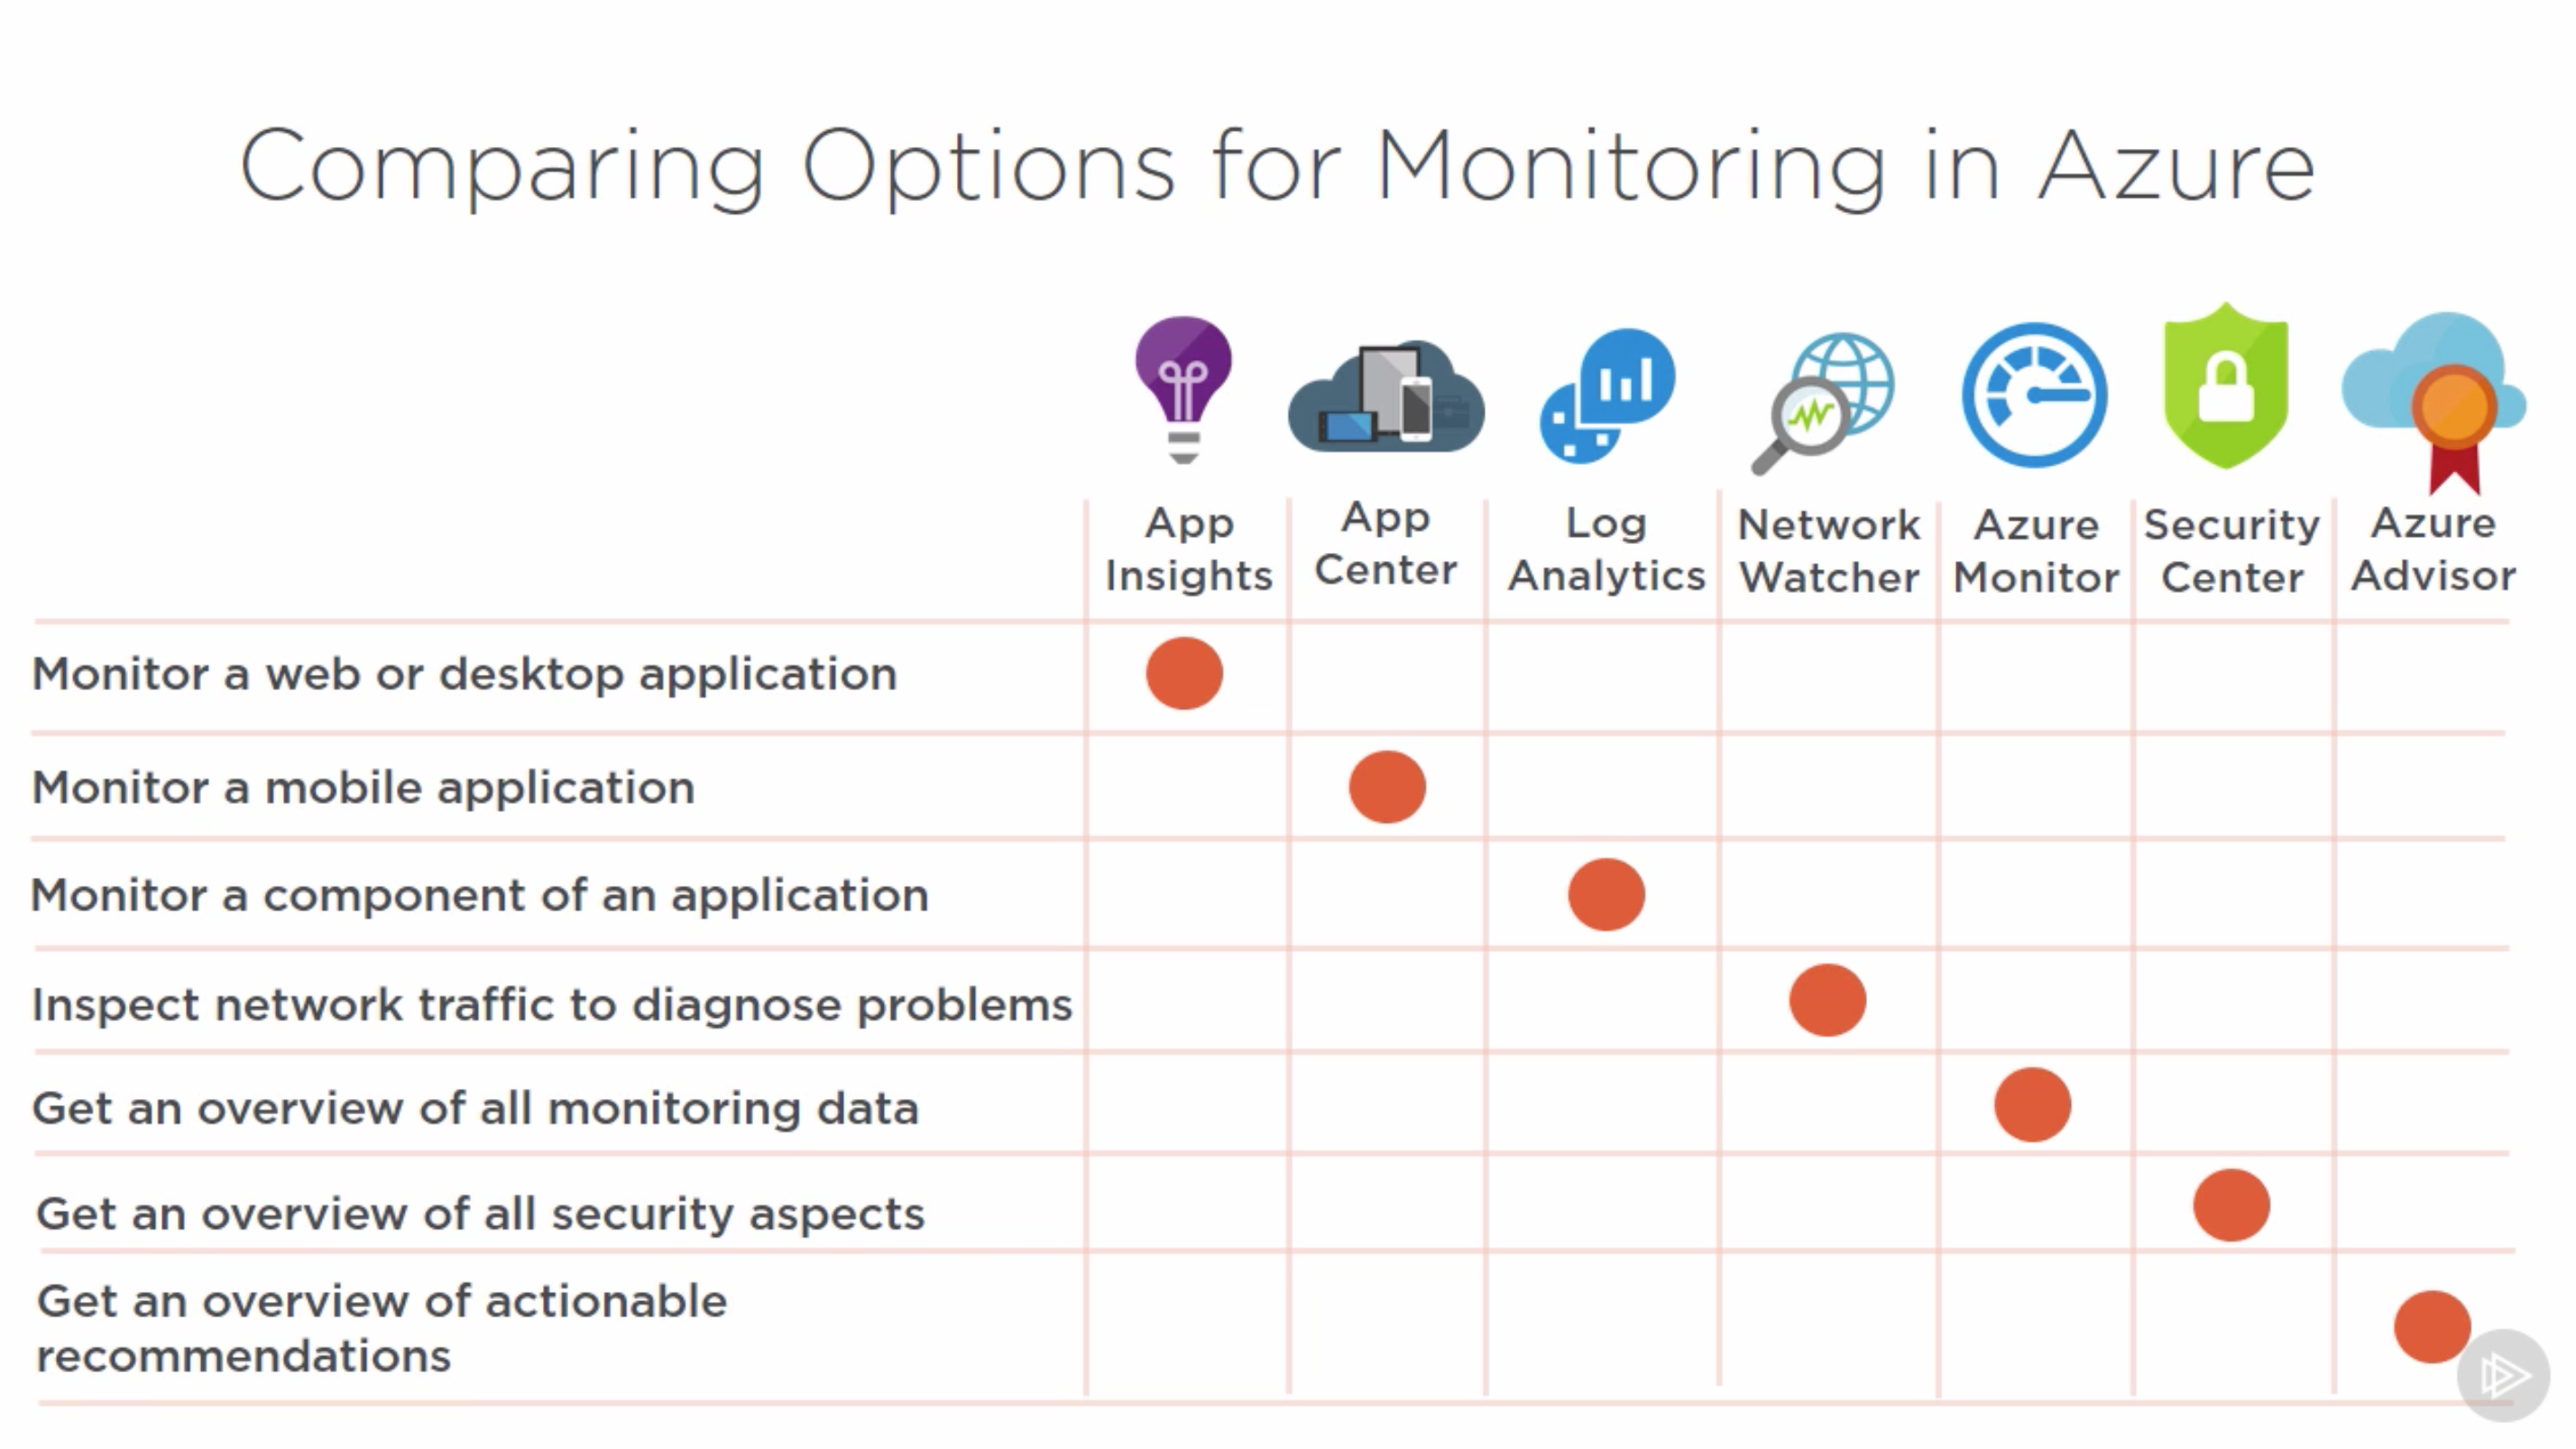 Comparing Options for Monitoring in Azure
App Insights
App Center
Log Analytics
Network Watcher
Azure Monitor
Security Center
Azure Advisor
Monitor a web or desktop application
Monitor a mobile application
Monitor a component of an application
Inspect network traffic to diagnose problems
Get an overview of all monitoring data
Get an overview of all security aspects
Get an overview of actionable
recommendations